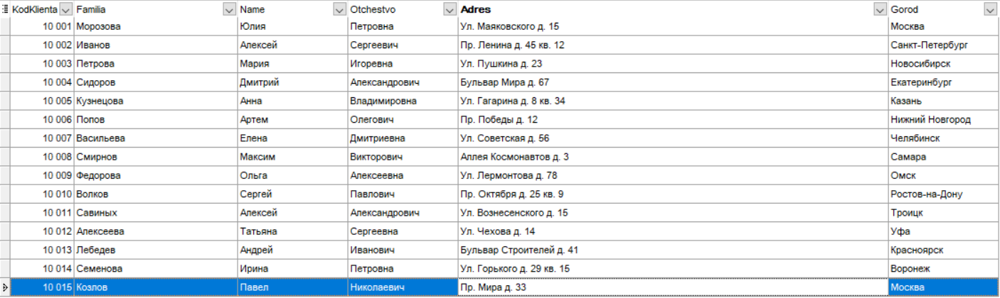 KodKlienta Familia Name Otchestvo Adres Gorod
10 001 Морозова Юлия Петровна Ул. Маяковского д. 15 Москва
10 002 Иванов Алексей Сергеевич Пр. Ленина д. 45 кв. 12 Санкт-Петербург
10 003 Петрова Мария Игоревна Ул. Пушкина д. 23 Новосибирск
10 004 Сидоров Дмитрий Александрович Бульвар Мира д. 67 Екатеринбург
10 005 Кузнецова Анна Владимировна Ул. Гагарина д. 8 кв. 34 Казань
10 006 Попов Артем Олегович Пр. Победы д. 12 Нижний Новгород
10 007 Васильева Елена Дмитриевна Ул. Советская д. 56 Челябинск
10 008 Смирнов Максим Викторович Аллея Космонавтов д. 3 Самара
10 009 Федорова Ольга Алексеевна Ул. Лермонтова д. 78 Омск
10 010 Волков Сергей Павлович Пр. Октября д. 25 кв. 9 Ростов-на-Дону
10 011 Савиных Алексей Александрович Ул. Вознесенского д. 15 Троицк
10 012 Алексеева Татьяна Сергеевна Ул. Чехова д. 14 Уфа
10 013 Лебедев Андрей Иванович Бульвар Строителей д. 41 Красноярск
10 014 Семенова Ирина Петровна Ул. Горького д. 29 кв. 15 Воронеж
10 015 Козлов Павел Николаевич Пр. Мира д. 33 Москва